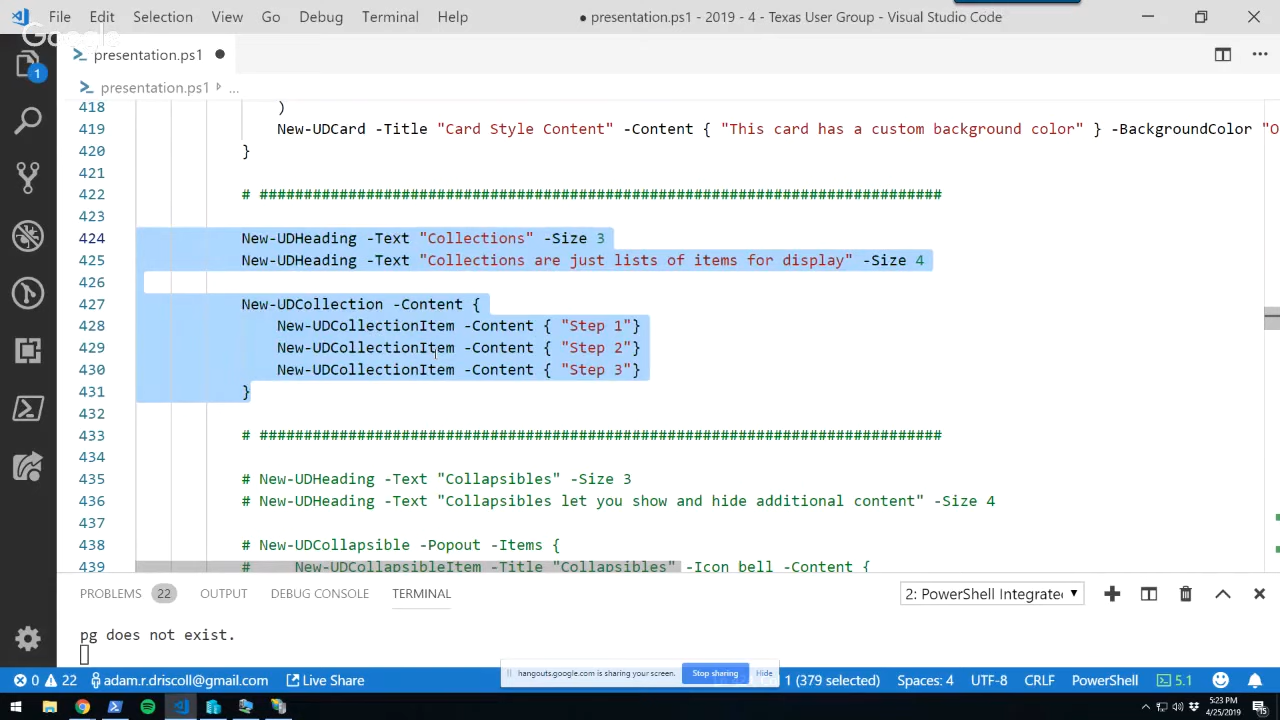 File Edit Selection View Go Debug Terminal Help ● presentation.ps1 - 2019 - 4 - Texas User Group - Visual Studio Code
Google
presentation.ps1 ●
1
presentation.ps1 ...
418 )
419 New-UDCard -Title "Card Style Content" -Content { "This card has a custom background color" } -BackgroundColor "O
420 }
421
422 # #############################################################################
423
424 New-UDHeading -Text "Collections" -Size 3
425 New-UDHeading -Text "Collections are just lists of items for display" -Size 4
426
427 New-UDCollection -Content {
428 New-UDCollectionItem -Content { "Step 1"}
429 New-UDCollectionItem -Content { "Step 2"}
430 New-UDCollectionItem -Content { "Step 3"}
431 }
432
433 # #############################################################################
434
435 # New-UDHeading -Text "Collapsibles" -Size 3
436 # New-UDHeading -Text "Collapsibles let you show and hide additional content" -Size 4
437
438 # New-UDCollapsible -Popout -Items {
439 # New-UDCollapsibleItem -Title "Collapsibles" -Icon bell -Content {
PROBLEMS 22 OUTPUT DEBUG CONSOLE TERMINAL 2: PowerShell Integrate
pg does not exist.
hangouts.google.com is sharing your screen. Stop sharing Hide
0 22 adam.r.driscoll@gmail.com Live Share 1 (379 selected) Spaces: 4 UTF-8 CRLF PowerShell 5.1
5:23 PM
4/25/2019
15